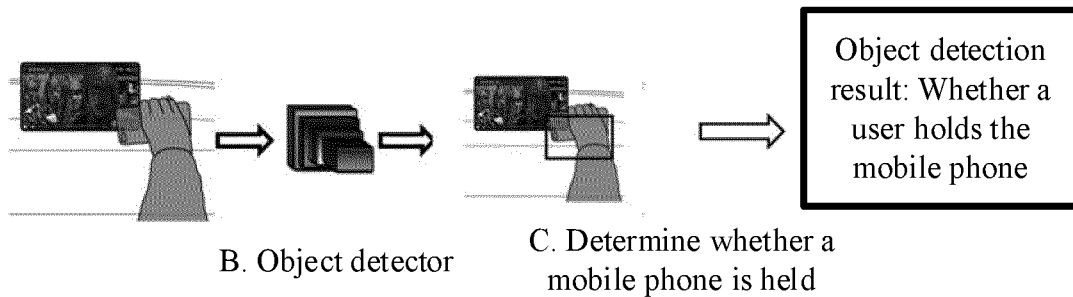 Object detection
result: Whether a
user holds the
mobile phone
B. Object detector
C. Determine whether a
mobile phone is held